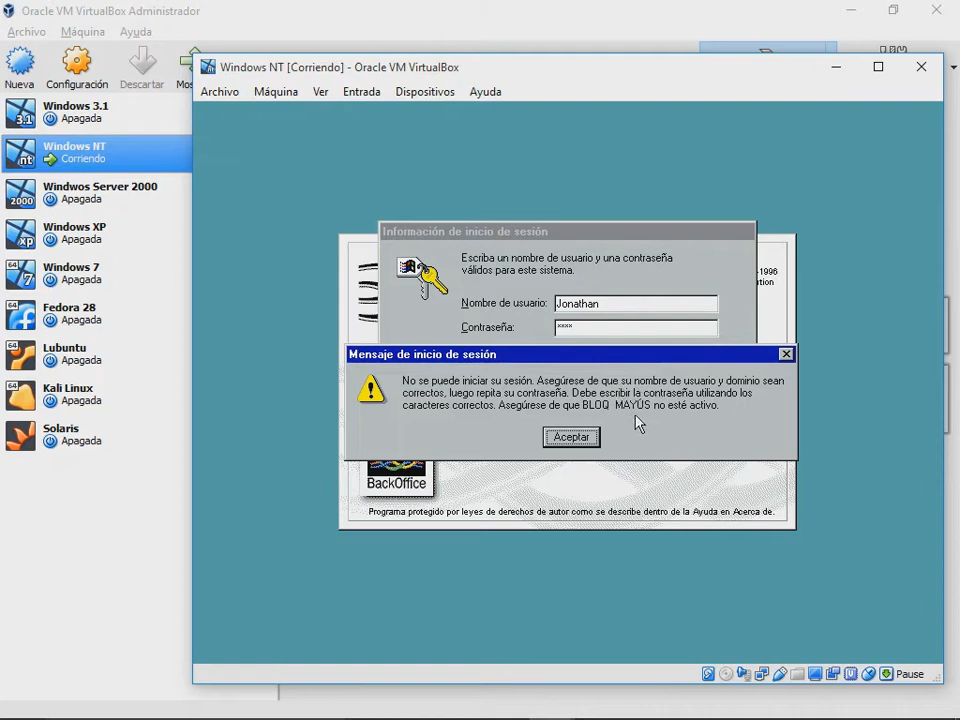 Oracle VM VirtualBox Administrador
Archivo Máquina Ayuda
Nueva Configuración Descartar
Windows 3.1
Apagada
Windows NT
Corriendo
Windwos Server 2000
Apagada
Windows XP
Apagada
Windows 7
Apagada
Fedora 28
Apagada
Lubuntu
Apagada
Kali Linux
Apagada
Solaris
Apagada
Windows NT [Corriendo] - Oracle VM VirtualBox
Archivo Máquina Ver Entrada Dispositivos Ayuda
Información de inicio de sesión
Escriba un nombre de usuario y una contraseña
válidos para este sistema.
Nombre de usuario: Jonathan
Contraseña: ****
-1996
Mensaje de inicio de sesión
No se puede iniciar su sesión. Asegúrese de que su nombre de usuario y dominio sean
correctos, luego repita su contraseña. Debe escribir la contraseña utilizando los
caracteres correctos. Asegúrese de que BLOQ MAYÚS no esté activo.
Aceptar
BackOffice
Programa protegido por leyes de derechos de autor como se describe dentro de la Ayuda en Acerca de.
Pause